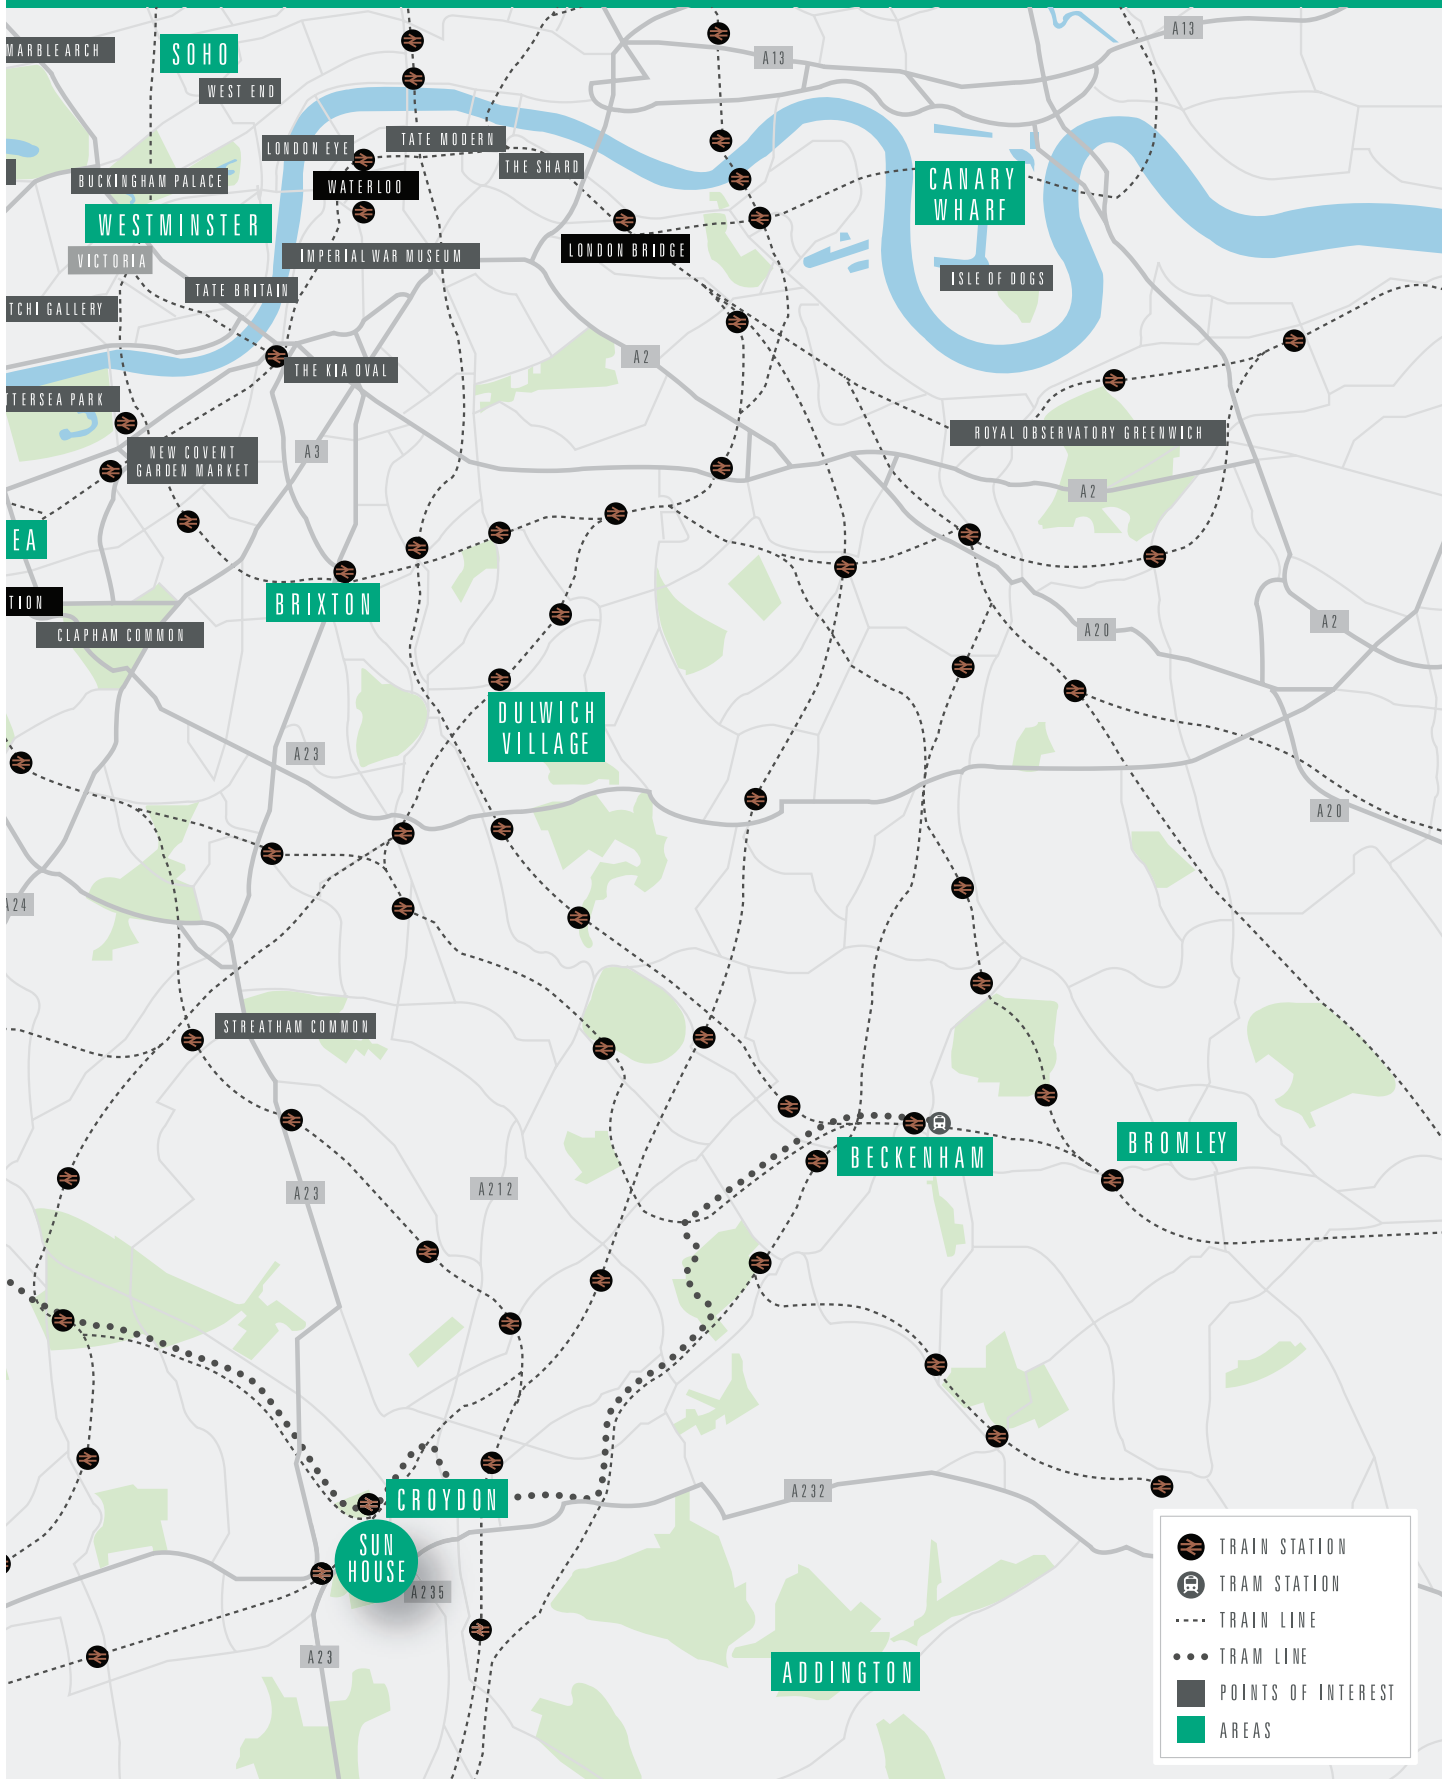 A13
MARBLE ARCH
SOHO
A13
WEST END
TATE MODERN
LONDON EYE
THE SHARD
BUCKINGHAM PALACE
WATERLOO
CANARY
WHARF
WESTMINSTER
LONDON BRIDGE
IMPERIAL WAR MUSEUM
VICTORIA
ISLE OF DOGS
TATE BRITAIN
TCHI GALLERY
A2
THE KIA OVAL
TTERSEA PARK
ROYAL OBSERVATORY GREENWICH
A3
NEW COVENT
GARDEN MARKET
A2
EA
TION
BRIXTON
A2
A20
CLAPHAM COMMON
DULWICH
VILLAGE
A23
A20
A24
STREATHAM COMMON
BROMLEY
BECKENHAM
A23
A212
A232
CROYDON
SUN
HOUSE
A235
A23
ADDINGTON
TRAIN STATION
TRAM STATION
TRAIN LINE
TRAM LINE
POINTS OF INTEREST
AREAS